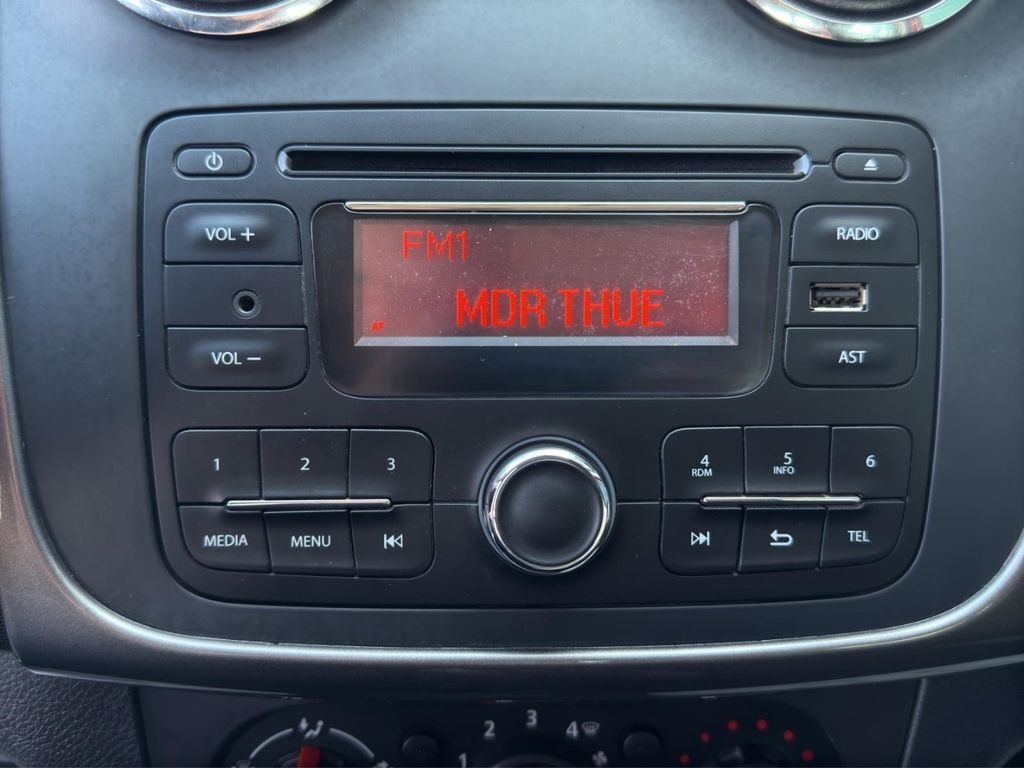 VOL +
RADIO
FM1
MDR THUE
AF
VOL −
AST
1
2
3
4
RDM
5
INFO
6
MEDIA
MENU
TEL
1
2
3
4